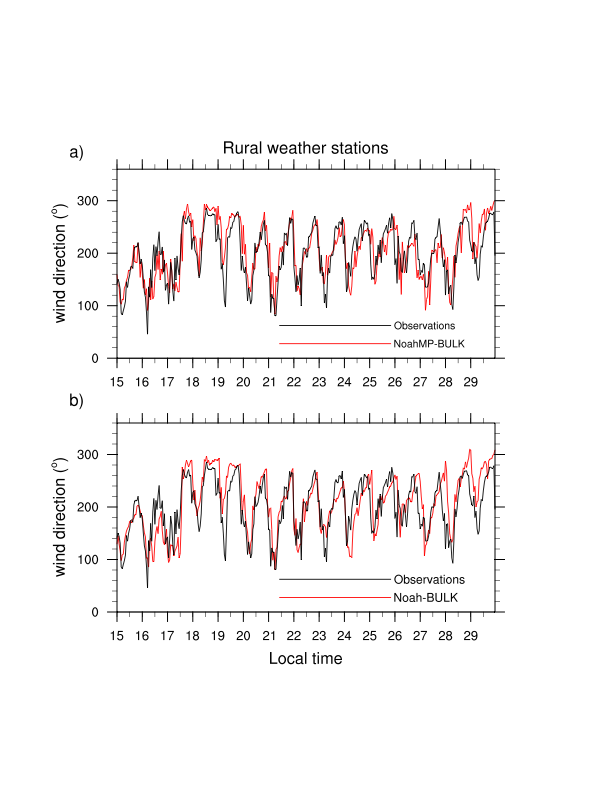 a)
Rural weather stations
wind direction (°)
300
200
100
0
Observations
NoahMP-BULK
15 16 17 18 19 20 21 22 23 24 25 26 27 28 29
b)
wind direction (°)
300
200
100
0
Observations
Noah-BULK
15 16 17 18 19 20 21 22 23 24 25 26 27 28 29
Local time